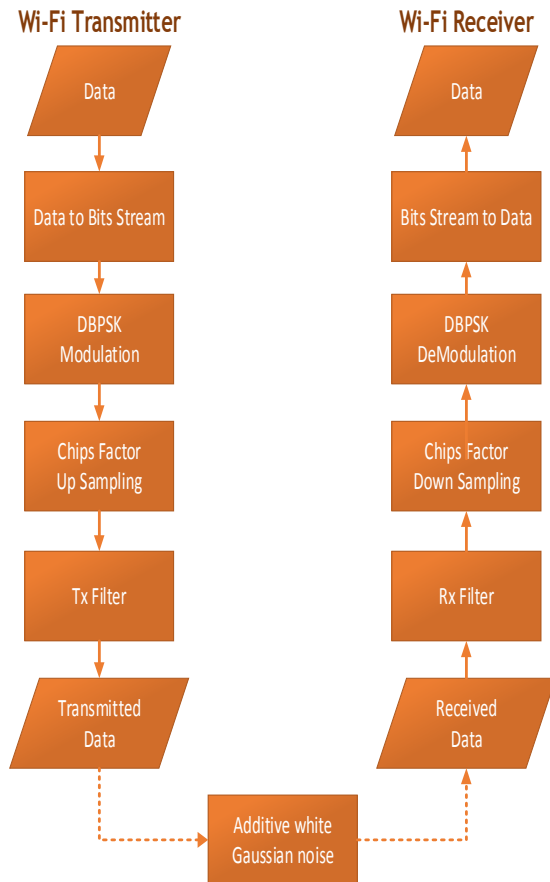 Wi-Fi Transmitter
Data
Data to Bits Stream
DBPSK
Modulation
Chips Factor
Up Sampling
Tx Filter
Transmitted
Data
Additive white
Gaussian noise
Wi-Fi Receiver
Data
Bits Stream to Data
DBPSK
DeModulation
Chips Factor
Down Sampling
Rx Filter
Received
Data